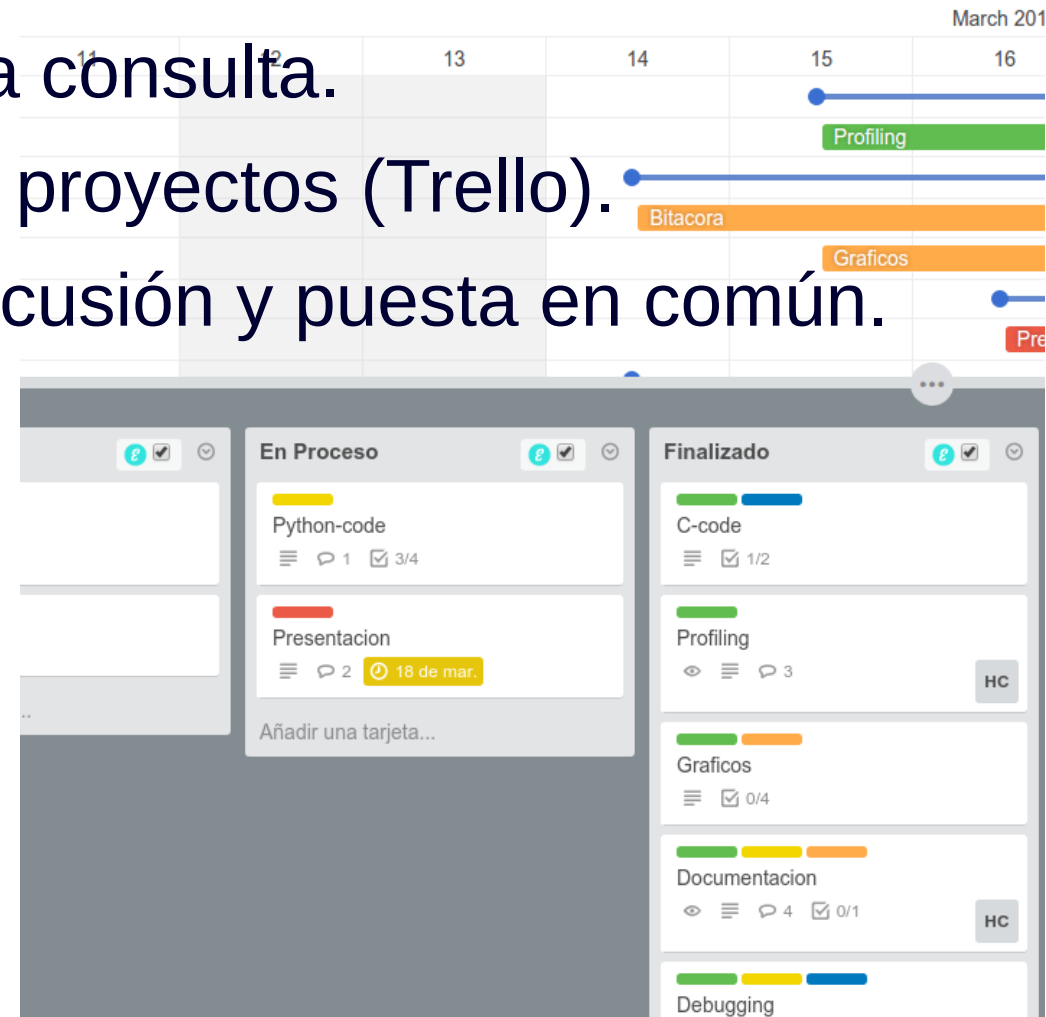 March 201
11 12 13 14 15 16
a consulta.
Profiling
proyectos (Trello).
Bitacora
Graficos
cusión y puesta en común.
Pre
En Proceso
Python-code
1 3/4
Presentacion
2 18 de mar.
Añadir una tarjeta...
Finalizado
C-code
1/2
Profiling
3
HC
Graficos
0/4
Documentacion
4 0/1
HC
Debugging